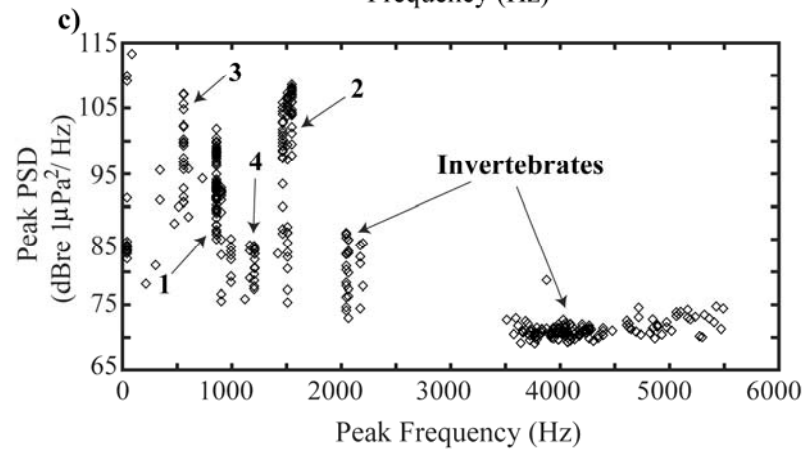 Frequency (Hz)
c)
115
105
95
85
75
65
Peak PSD
(dBre 1µPa²/ Hz)
3
2
4
1
Invertebrates
0
1000
2000
3000
4000
5000
6000
Peak Frequency (Hz)